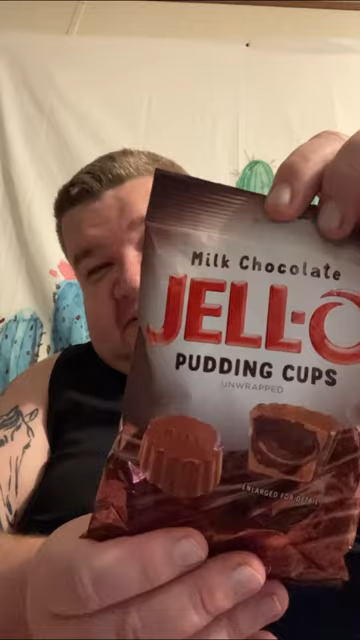 Milk Chocolate
JELL-O
PUDDING CUPS
UNWRAPPED
ENLARGED FOR DETAIL